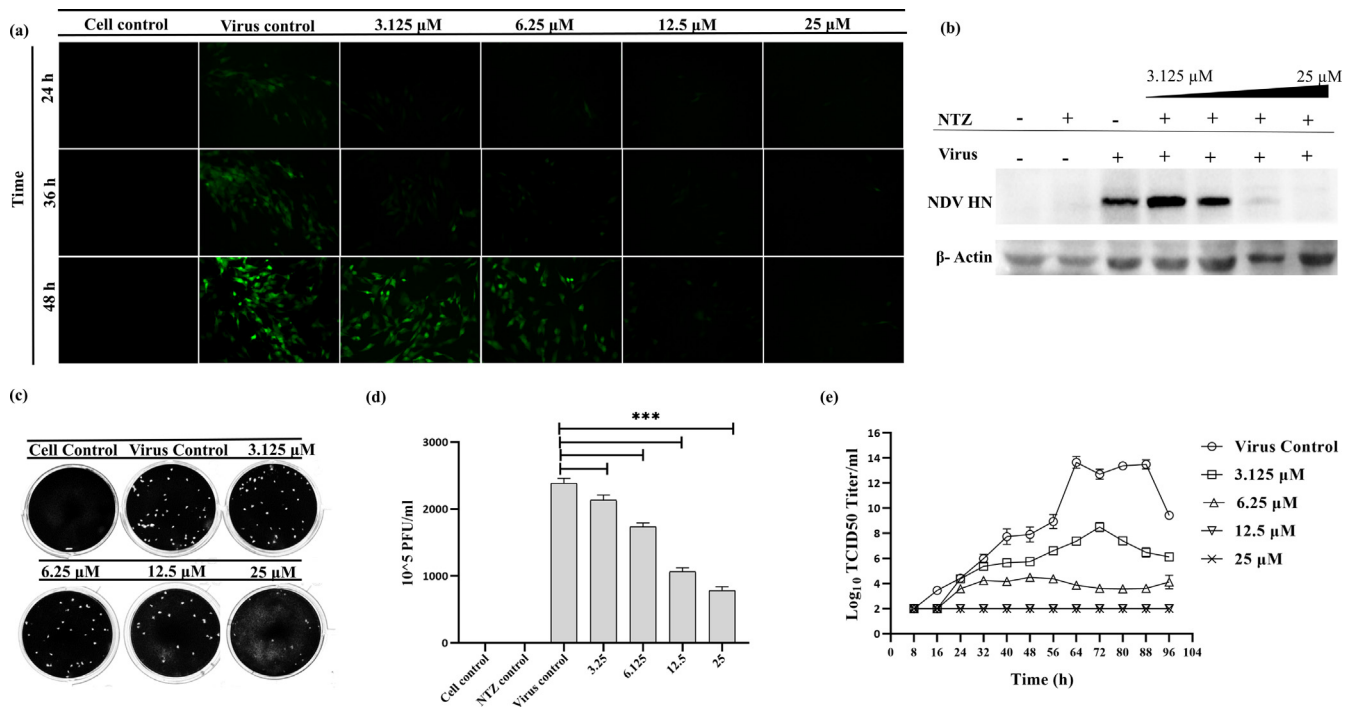 (a)
Cell control Virus control 3.125 µM 6.25 µM 12.5 µM 25 µM
Time
24 h
36 h
48 h
(b)
3.125 µM 25 µM
NTZ - + - + + + +
Virus - - + + + + +
NDV HN
β- Actin
(c)
Cell Control Virus Control 3.125 µM
6.25 µM 12.5 µM 25 µM
(d)
***
10^5 PFU/ml
3000
2000
1000
0
Cell control
NTZ control
Virus control
3.25
6.125
12.5
25
(e)
Log10 TCID50 Titer/ml
16
14
12
10
8
6
4
2
0
0 8 16 24 32 40 48 56 64 72 80 88 96 104
Time (h)
Virus Control
3.125 µM
6.25 µM
12.5 µM
25 µM